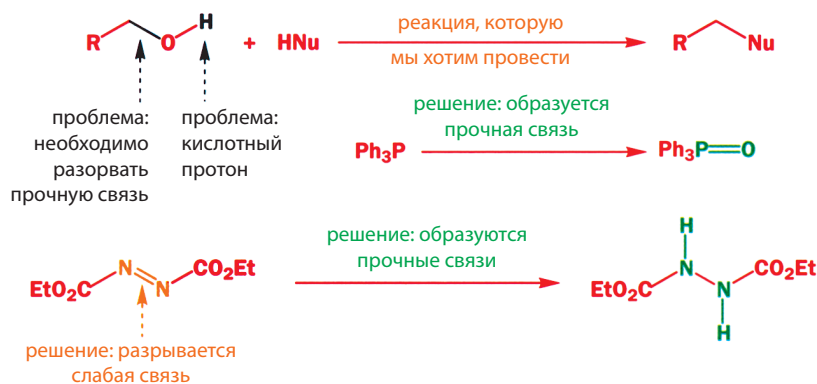 R O H + HNu реакция, которую R Nu
мы хотим провести
проблема:
необходимо
разорвать
прочную связь
проблема:
кислотный
протон
решение: образуется
прочная связь
Ph₃P Ph₃P=O
EtO₂C N=N CO₂Et
решение: образуются
прочные связи
H
EtO₂C N N CO₂Et
H
решение: разрывается
слабая связь